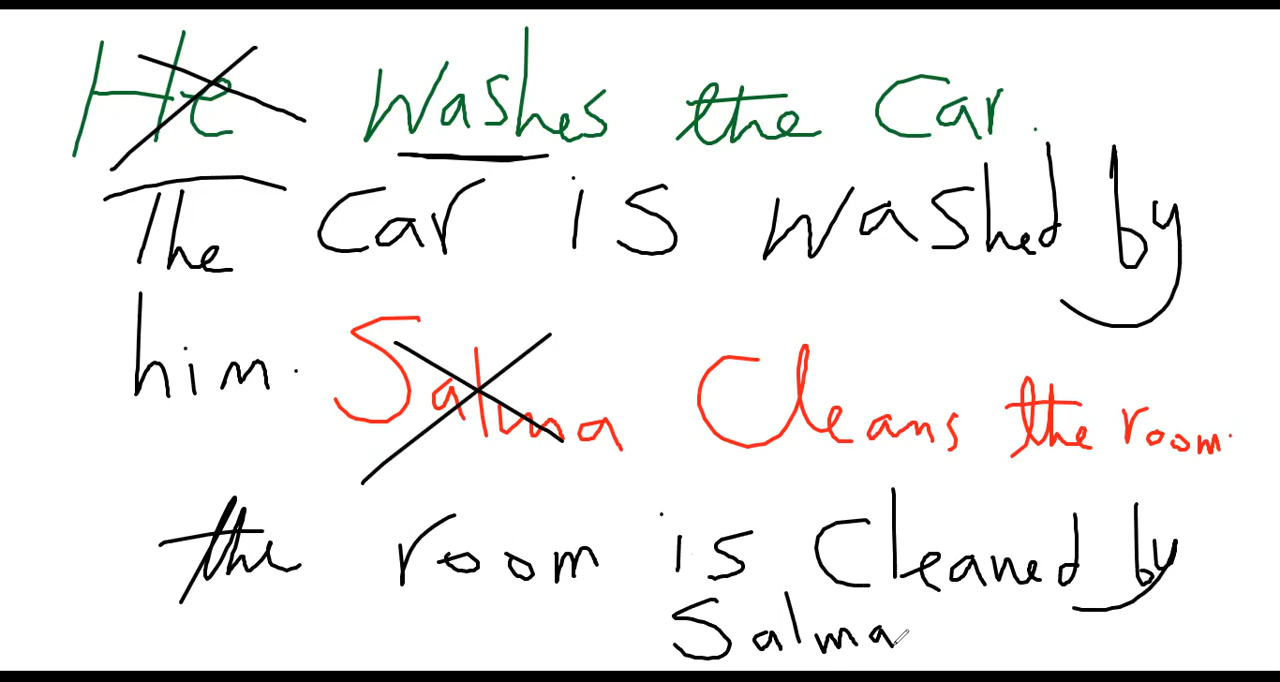 He washes the Car.
The Car is washed by
him. Salma Cleans the room.
the room is Cleaned by
Salma